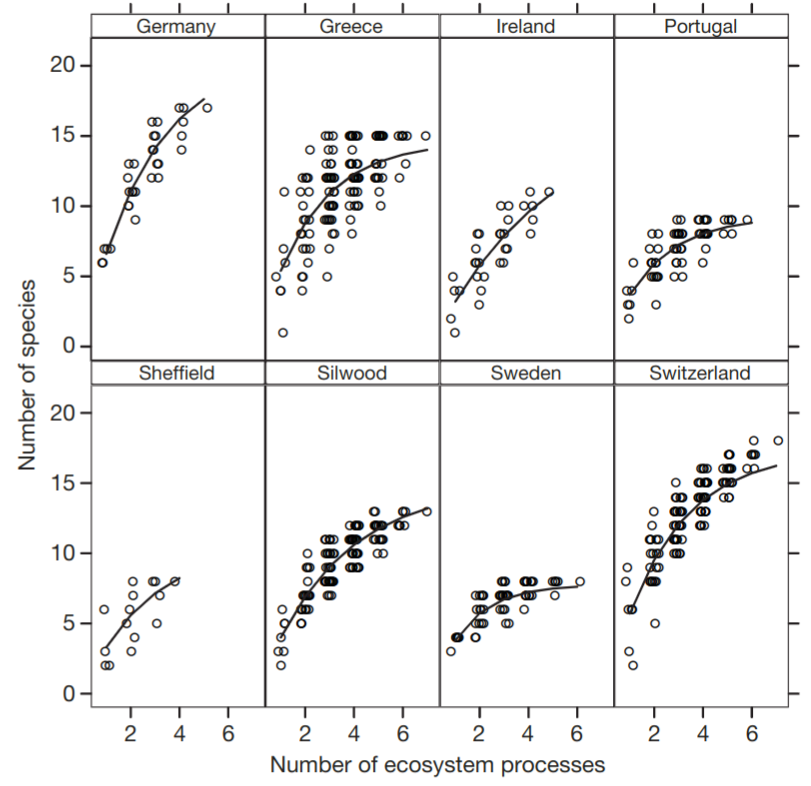 Germany Greece Ireland Portugal
20
15
10
5
0
Number of species
Sheffield Silwood Sweden Switzerland
20
15
10
5
0
2 4 6 2 4 6 2 4 6 2 4 6
Number of ecosystem processes